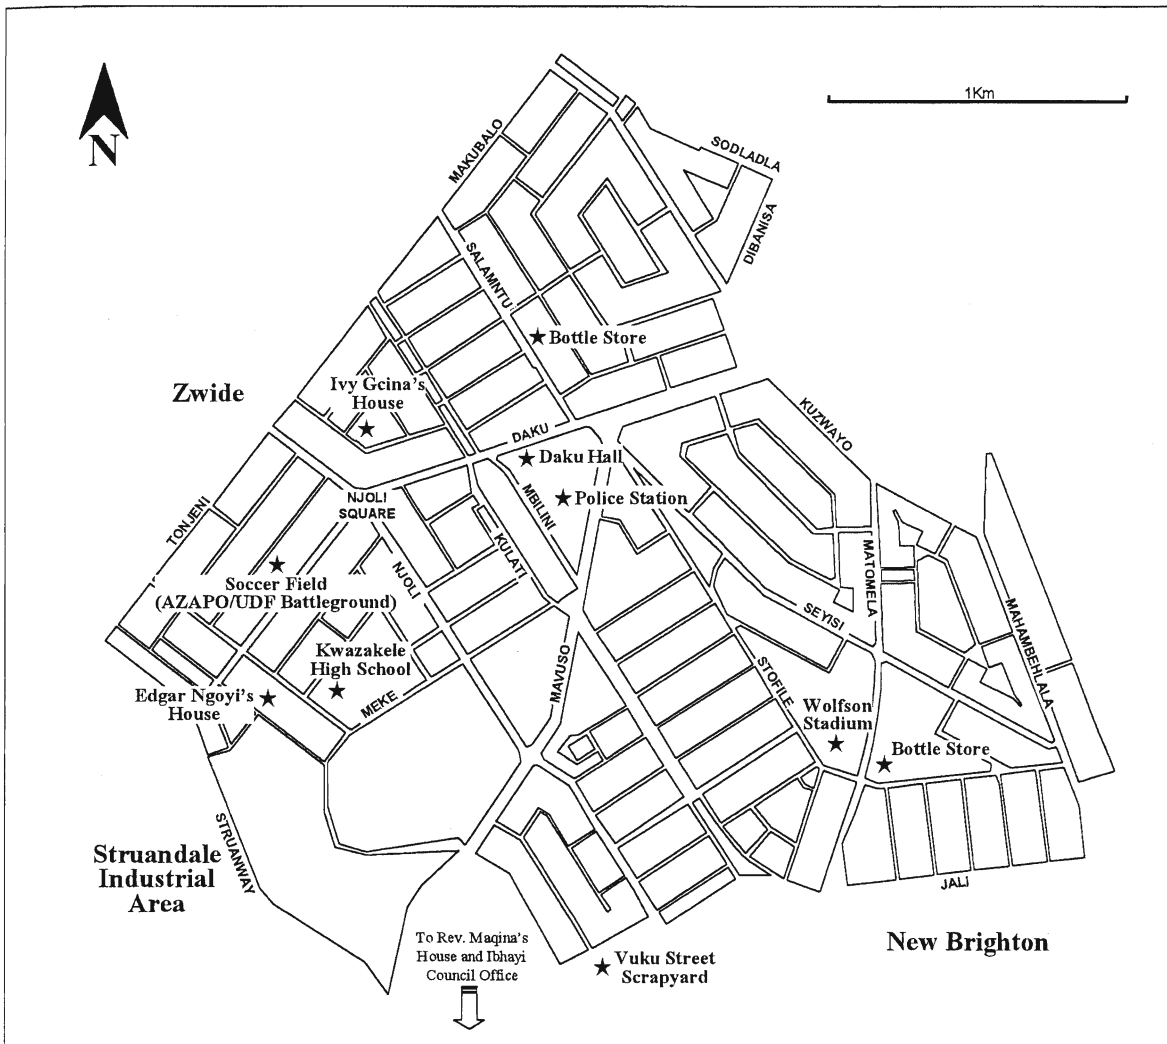 1Km
N
MAKUBALO
SODLADLA
DIBANISA
SALAMNTU
Bottle Store
Zwide
Ivy Gcina's
House
KUZWAYO
DAKU
Daku Hall
Police Station
NJOLI
SQUARE
MBILINI
TONJENI
KULATI
NJOLI
MATOMELA
Soccer Field
(AZAPO/UDF Battleground)
SEYISI
MAHAMBEHLALA
Kwazakele
High School
MAVUSO
STOFILE
Edgar Ngoyi's
House
MEKE
Wolfson
Stadium
Bottle Store
STRUANWAY
Struandale
Industrial
Area
JALI
New Brighton
To Rev. Maqina's
House and Ibhayi
Council Office
Vuku Street
Scrapyard